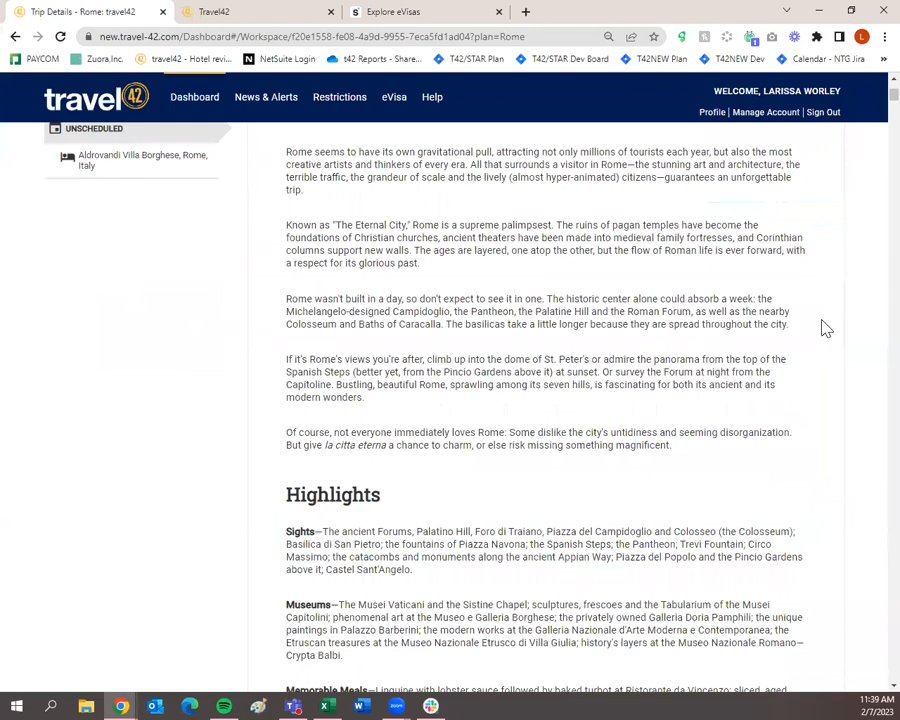 Trip Details - Rome: travel42
Travel42
Explore eVisas
new.travel-42.com/Dashboard#/Workspace/f20e1558-fe08-4a9d-9955-7eca5fd1ad04?plan=Rome
PAYCOM
Zuora,Inc.
travel42 - Hotel revi...
NetSuite Login
t42 Reports - Share...
T42/STAR Plan
T42/STAR Dev Board
T42NEW Plan
T42NEW Dev
Calendar - NTG Jira
travel 42
Dashboard
News & Alerts
Restrictions
eVisa
Help
WELCOME, LARISSA WORLEY
Profile | Manage Account | Sign Out
UNSCHEDULED
Aldrovandi Villa Borghese, Rome,
Italy
Rome seems to have its own gravitational pull, attracting not only millions of tourists each year, but also the most
creative artists and thinkers of every era. All that surrounds a visitor in Rome—the stunning art and architecture, the
terrible traffic, the grandeur of scale and the lively (almost hyper-animated) citizens—guarantees an unforgettable
trip.
Known as "The Eternal City," Rome is a supreme palimpsest. The ruins of pagan temples have become the
foundations of Christian churches, ancient theaters have been made into medieval family fortresses, and Corinthian
columns support new walls. The ages are layered, one atop the other, but the flow of Roman life is ever forward, with
a respect for its glorious past.
Rome wasn't built in a day, so don't expect to see it in one. The historic center alone could absorb a week: the
Michelangelo-designed Campidoglio, the Pantheon, the Palatine Hill and the Roman Forum, as well as the nearby
Colosseum and Baths of Caracalla. The basilicas take a little longer because they are spread throughout the city.
If it's Rome's views you're after, climb up into the dome of St. Peter's or admire the panorama from the top of the
Spanish Steps (better yet, from the Pincio Gardens above it) at sunset. Or survey the Forum at night from the
Capitoline. Bustling, beautiful Rome, sprawling among its seven hills, is fascinating for both its ancient and its
modern wonders.
Of course, not everyone immediately loves Rome: Some dislike the city's untidiness and seeming disorganization.
But give la citta eterna a chance to charm, or else risk missing something magnificent.
Highlights
Sights—The ancient Forums, Palatino Hill, Foro di Traiano, Piazza del Campidoglio and Colosseo (the Colosseum);
Basilica di San Pietro; the fountains of Piazza Navona; the Spanish Steps; the Pantheon; Trevi Fountain; Circo
Massimo; the catacombs and monuments along the ancient Appian Way; Piazza del Popolo and the Pincio Gardens
above it; Castel Sant'Angelo.
Museums—The Musei Vaticani and the Sistine Chapel; sculptures, frescoes and the Tabularium of the Musei
Capitolini; phenomenal art at the Museo e Galleria Borghese; the privately owned Galleria Doria Pamphili; the unique
paintings in Palazzo Barberini; the modern works at the Galleria Nazionale d'Arte Moderna e Contemporanea; the
Etruscan treasures at the Museo Nazionale Etrusco di Villa Giulia; history's layers at the Museo Nazionale Romano—
Crypta Balbi.
Memorable Meals—Linguine with lobster sauce followed by baked turbot at Ristorante da Vincenzo; sliced, aged
11:39 AM
2/7/2023